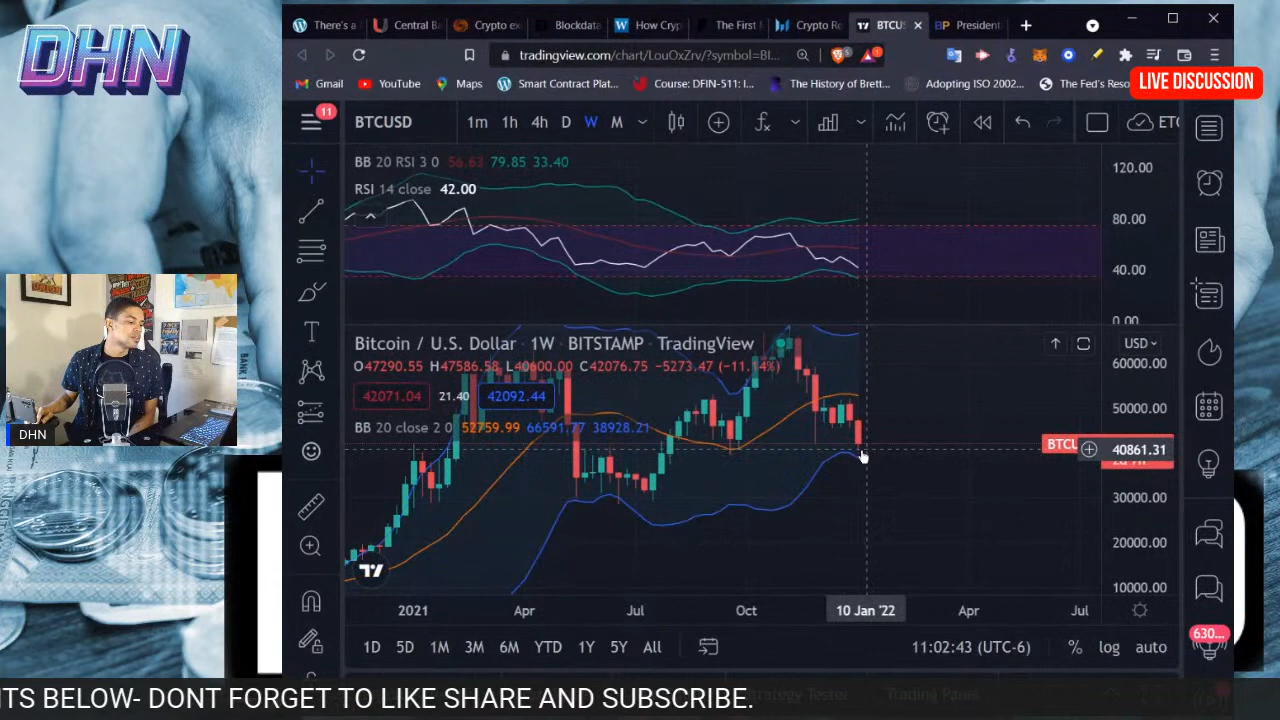 DHN
There's a
Central Ba
Crypto ex
Blockdata
How Cryp
The First
Crypto Re
BTCUS
President
tradingview.com/chart/LouOxZrv/?symbol=BI...
Gmail
YouTube
Maps
Smart Contract Plat...
Course: DFIN-511: I...
The History of Brett...
Adopting ISO 2002...
The Fed's Reso
LIVE DISCUSSION
11
BTCUSD
1m 1h 4h D W M
ETC
BB 20 RSI 3 0 56.63 79.85 33.40
RSI 14 close 42.00
120.00
80.00
40.00
0.00
Bitcoin / U.S. Dollar · 1W · BITSTAMP · TradingView
USD
O47290.55 H47586.58 L40600.00 C42076.75 −5273.47 (−11.14%)
42071.04 21.40 42092.44
BB 20 close 2 0 52759.99 66591.77 38928.21
60000.00
50000.00
BTCU
40861.31
30000.00
20000.00
10000.00
DHN
2021 Apr Jul Oct 10 Jan '22 Apr Jul
1D 5D 1M 3M 6M YTD 1Y 5Y All
11:02:43 (UTC-6) % log auto
630...
Strategy Tester
Trading Panel
NTS BELOW- DONT FORGET TO LIKE SHARE AND SUBSCRIBE.